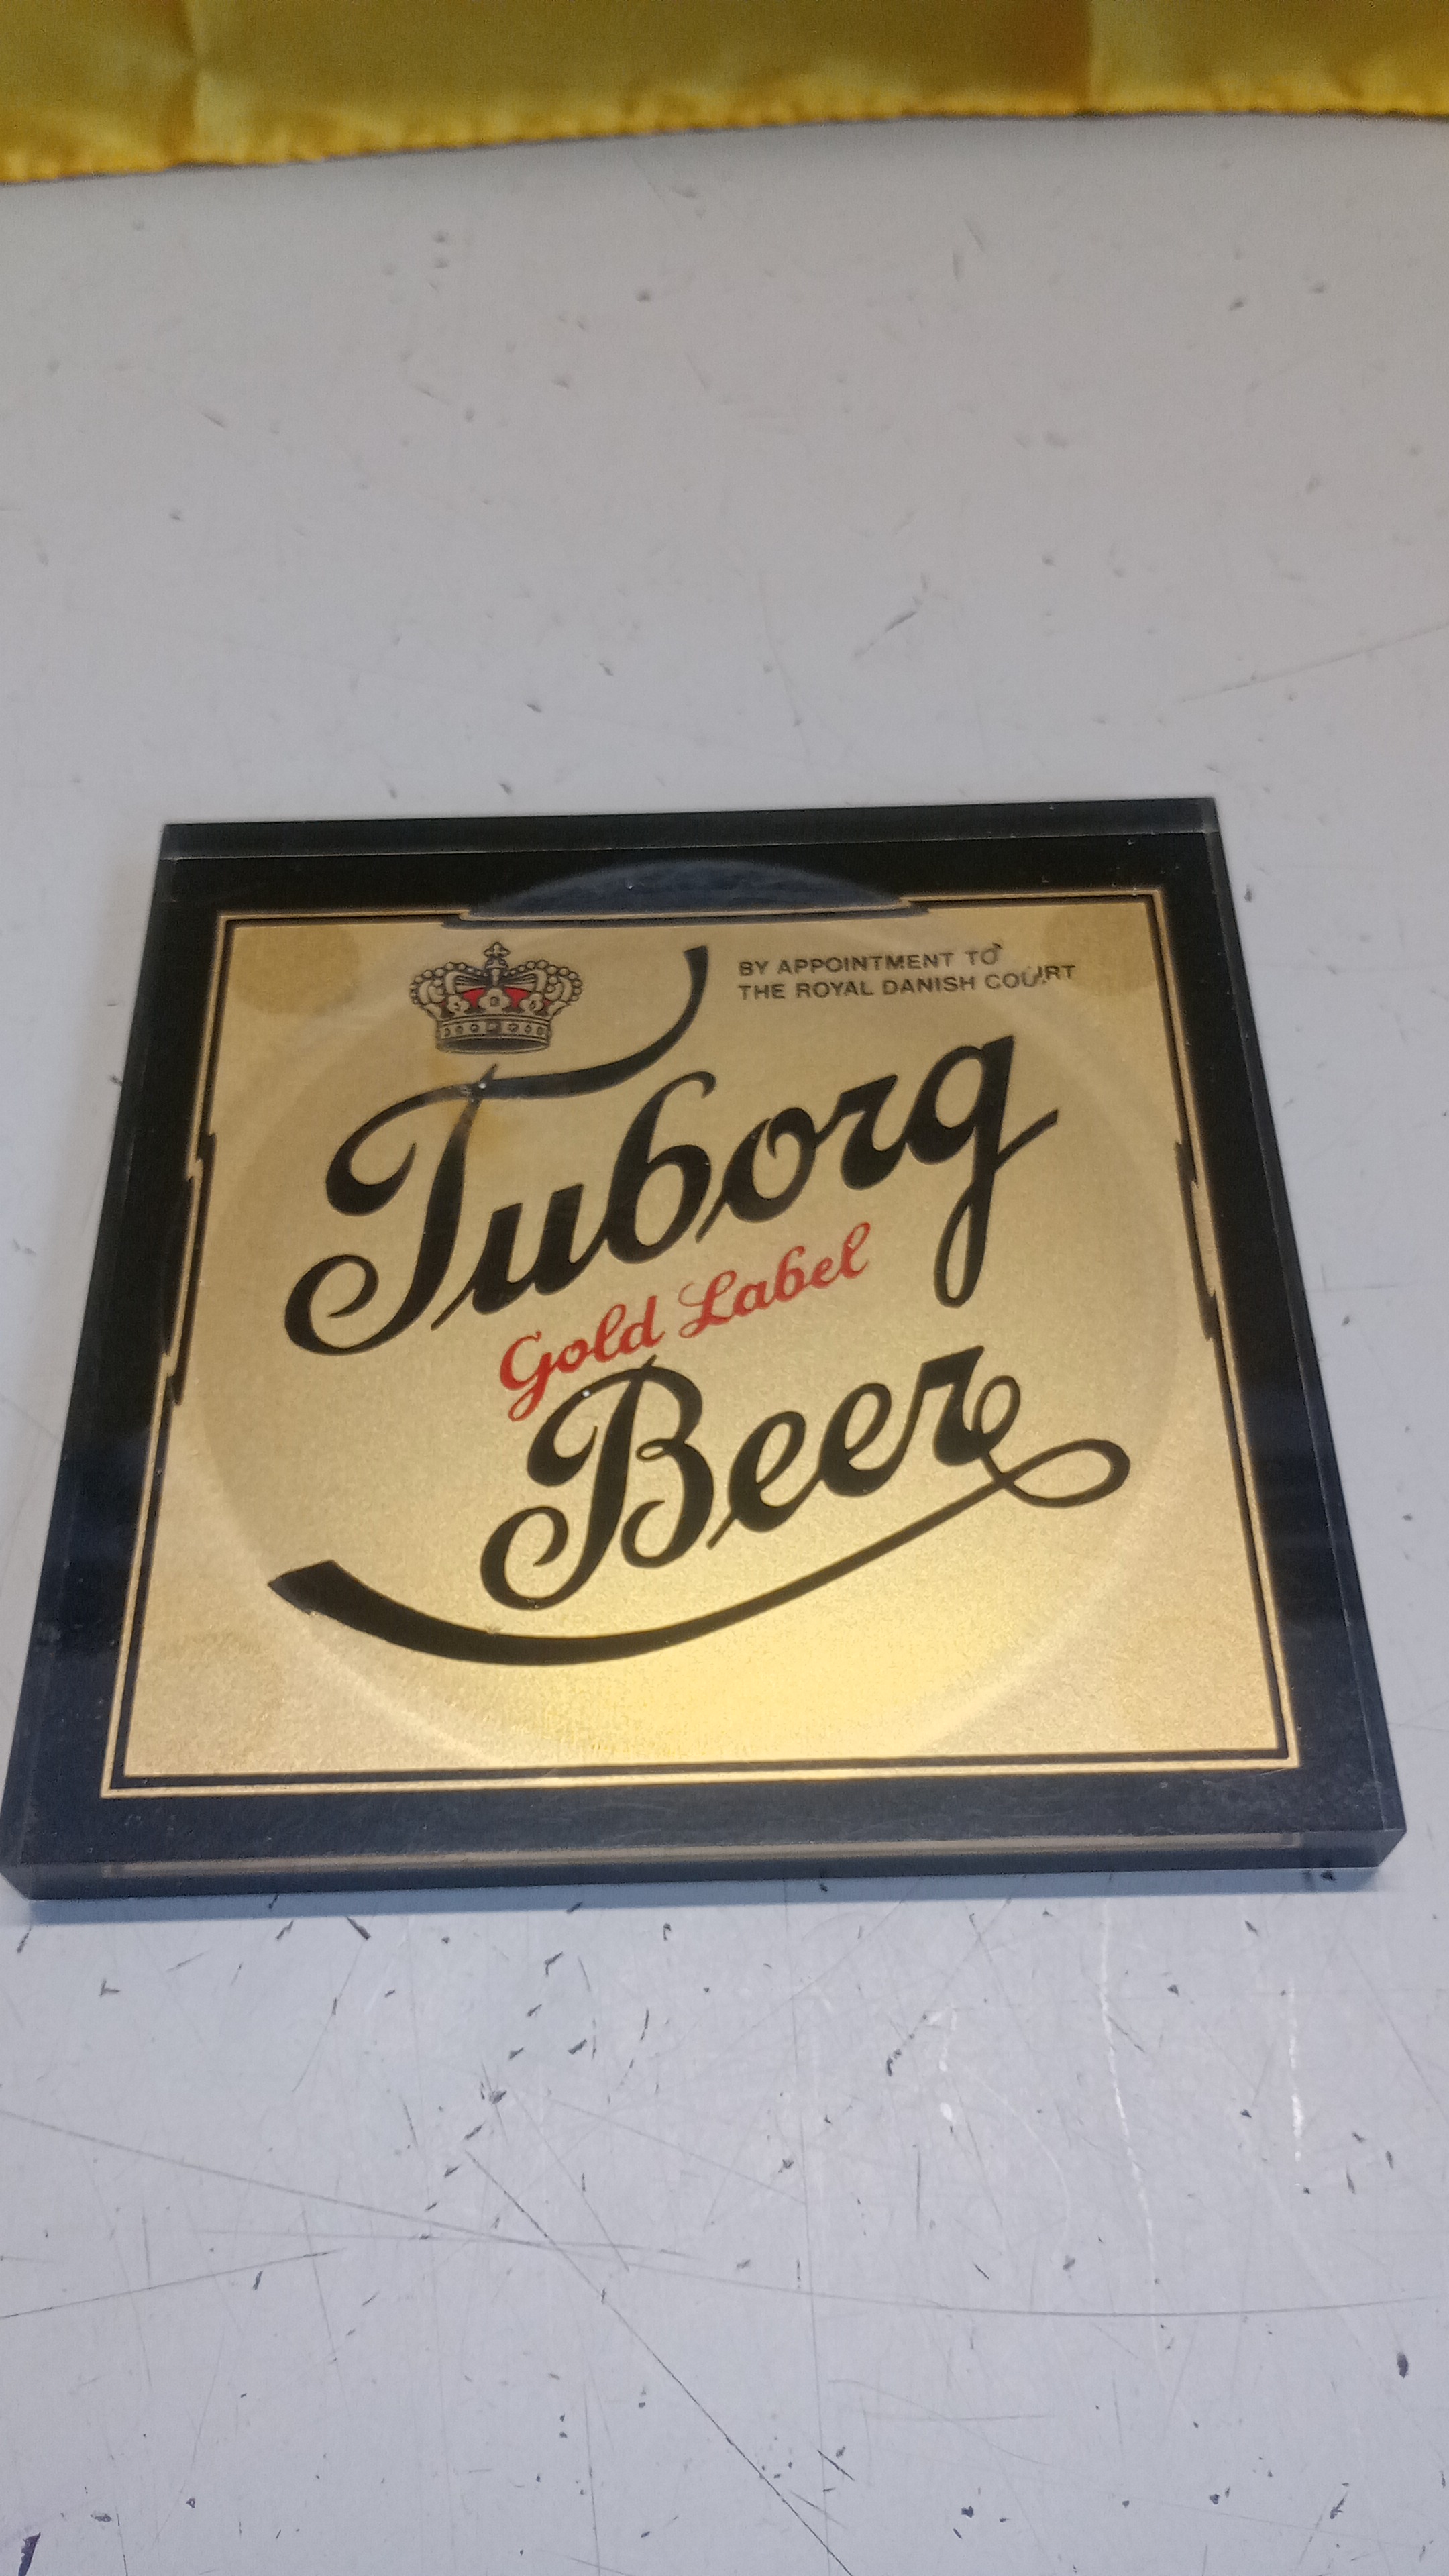 BY APPOINTMENT TO
THE ROYAL DANISH COURT
Tuborg
Gold Label
Beer